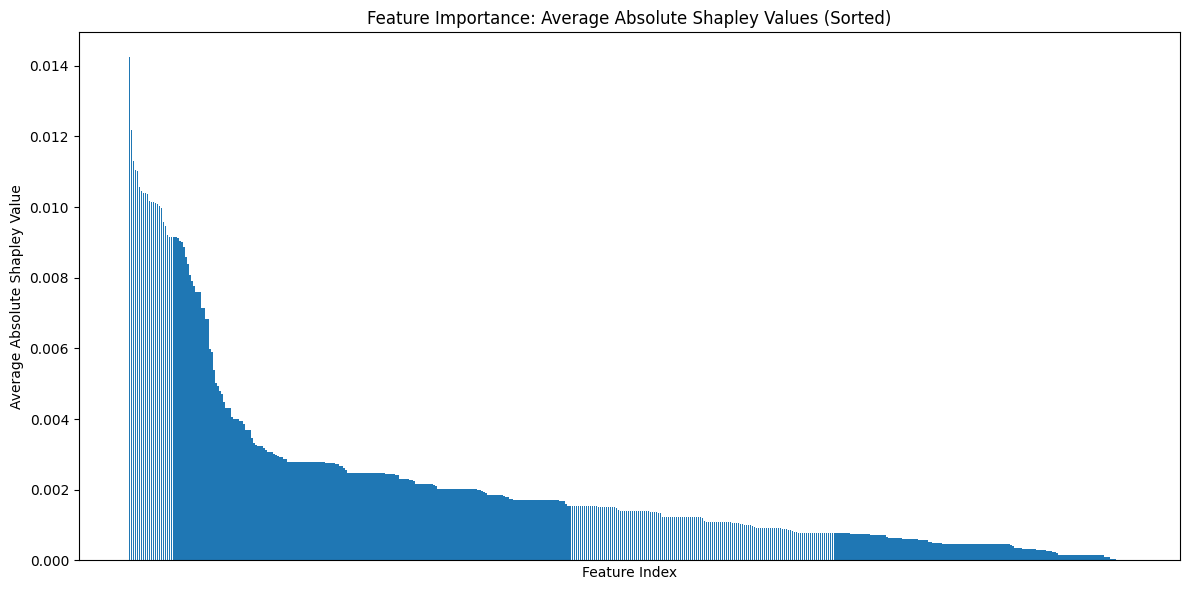 Feature Importance: Average Absolute Shapley Values (Sorted)
0.014
0.012
0.010
0.008
0.006
0.004
0.002
0.000
Average Absolute Shapley Value
Feature Index